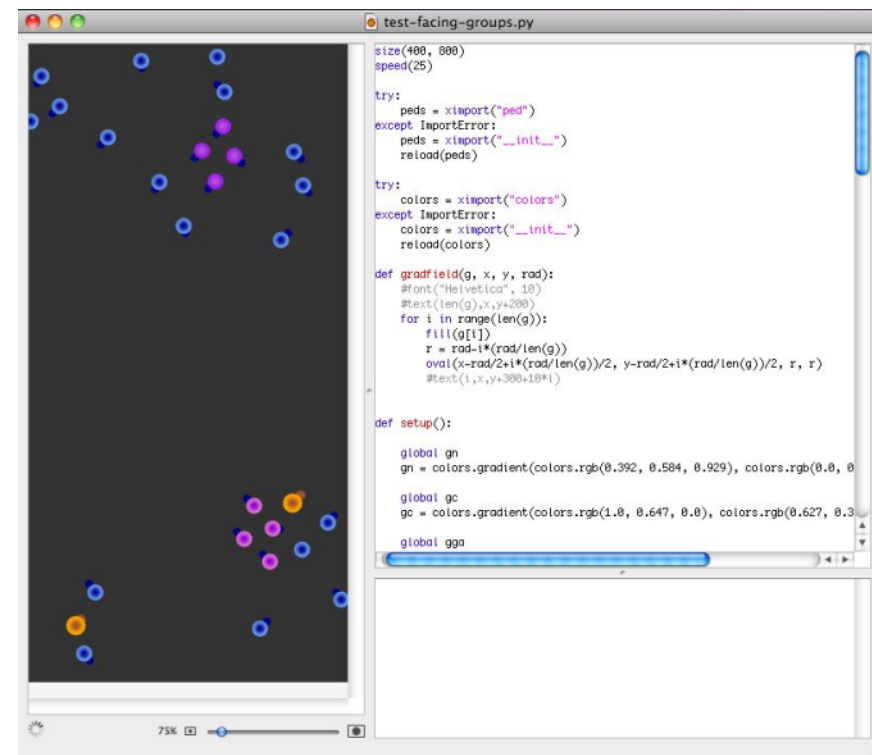 test-facing-groups.py
size(400, 800)
speed(25)
try:
    peds = ximport("ped")
except ImportError:
    peds = ximport("__init__")
    reload(peds)
try:
    colors = ximport("colors")
except ImportError:
    colors = ximport("__init__")
    reload(colors)
def gradfield(g, x, y, rad):
    #font("Helvetica", 10)
    #text(len(g),x,y+200)
    for i in range(len(g)):
        fill(g[i])
        r = rad-i*(rad/len(g))
        oval(x-rad/2+i*(rad/len(g))/2, y-rad/2+i*(rad/len(g))/2, r, r)
        #text(i,x,y+300+10*i)
def setup():
    global gn
    gn = colors.gradient(colors.rgb(0.392, 0.584, 0.929), colors.rgb(0.0, 0
    global gc
    gc = colors.gradient(colors.rgb(1.0, 0.647, 0.0), colors.rgb(0.627, 0.3
    global gga
75%